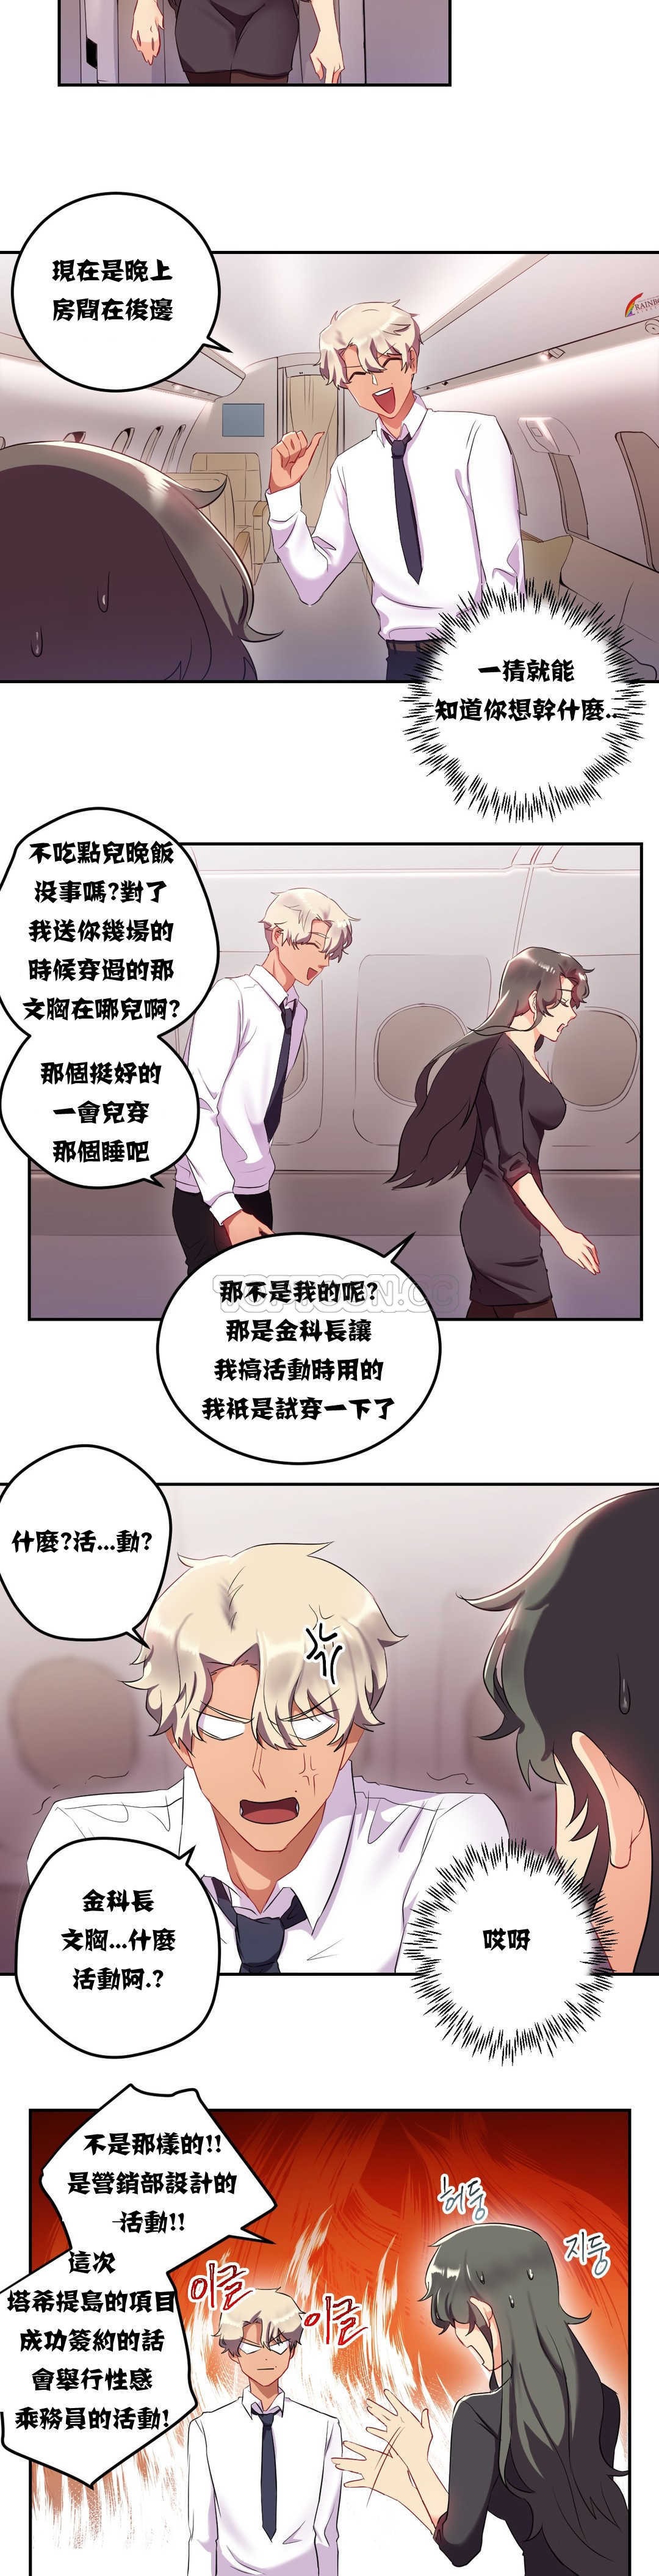 現在是晚上
房間在後邊
RAINBO
一猜就能
知道你想幹什麼..
不吃點兒晚飯
沒事嗎?對了
我送你幾場的
時候穿過的那
文胸在哪兒啊?
那個挺好的
一會兒穿
那個睡吧
TOPTOON.CC
那不是我的呢?
那是金科長讓
我搞活動時用的
我衹是試穿一下了
什麼?活...動?
金科長
文胸...什麼
活動阿.?
哎呀
不是那樣的!!
是營銷部設計的
活動!!
這次
塔希提島的項目
成功簽約的話
會舉行性感
乘務員的活動!
허둥
지둥
이글
이글